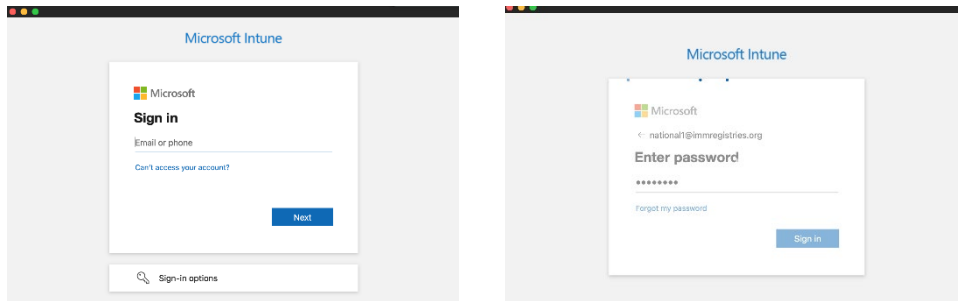 Microsoft Intune
Microsoft
Sign in
Email or phone
Can't access your account?
Next
Sign-in options
Microsoft Intune
Microsoft
national1@immregistries.org
Enter password
Forgot my password
Sign in